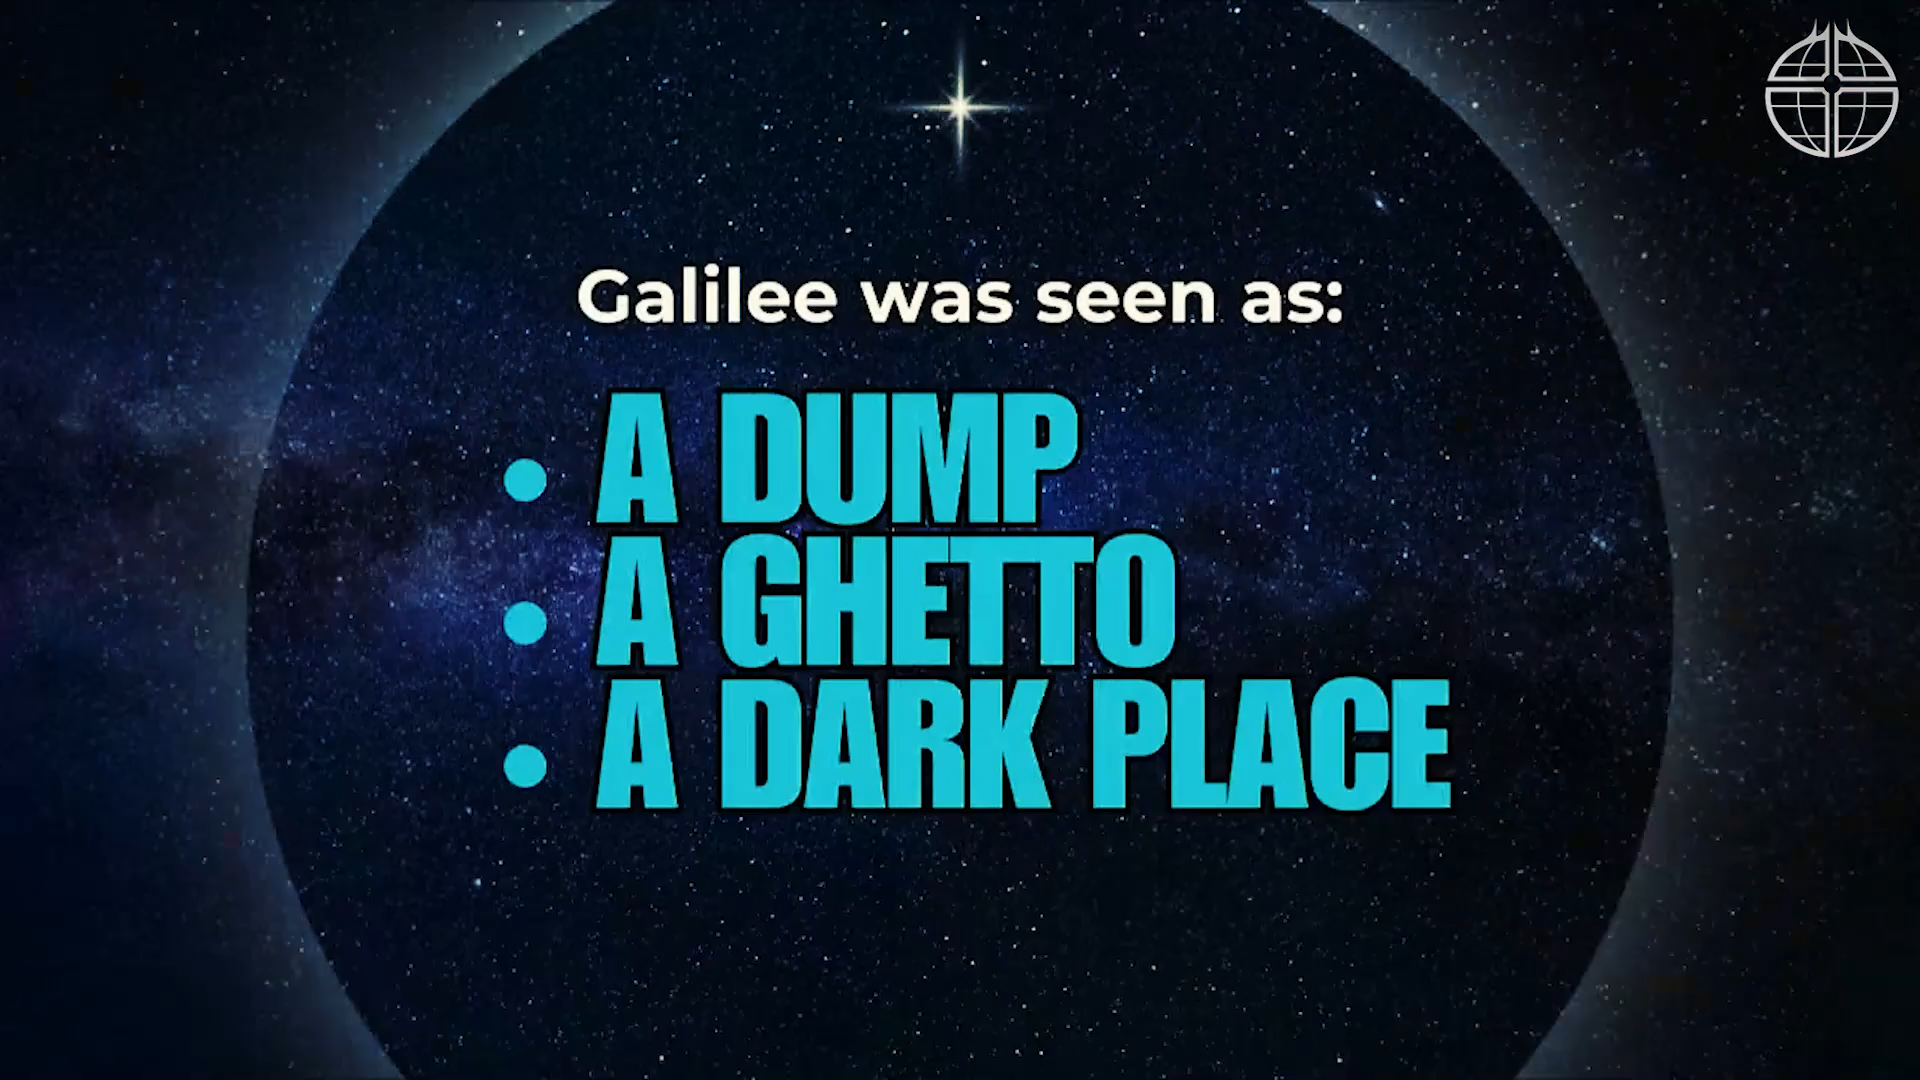 Galilee was seen as:
• A DUMP
• A GHETTO
• A DARK PLACE